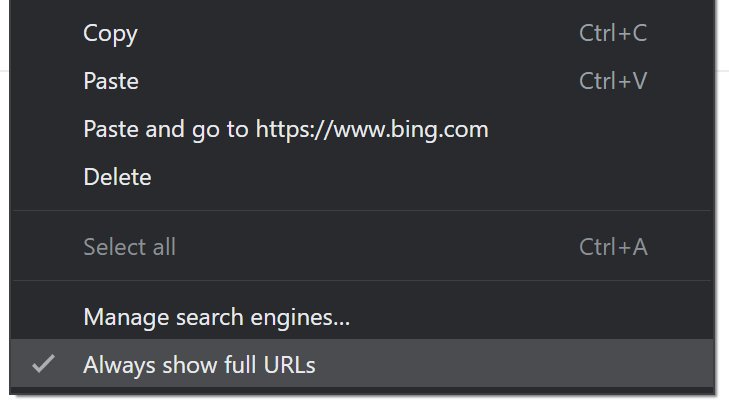 Copy Ctrl+C
Paste Ctrl+V
Paste and go to https://www.bing.com
Delete
Select all Ctrl+A
Manage search engines...
Always show full URLs